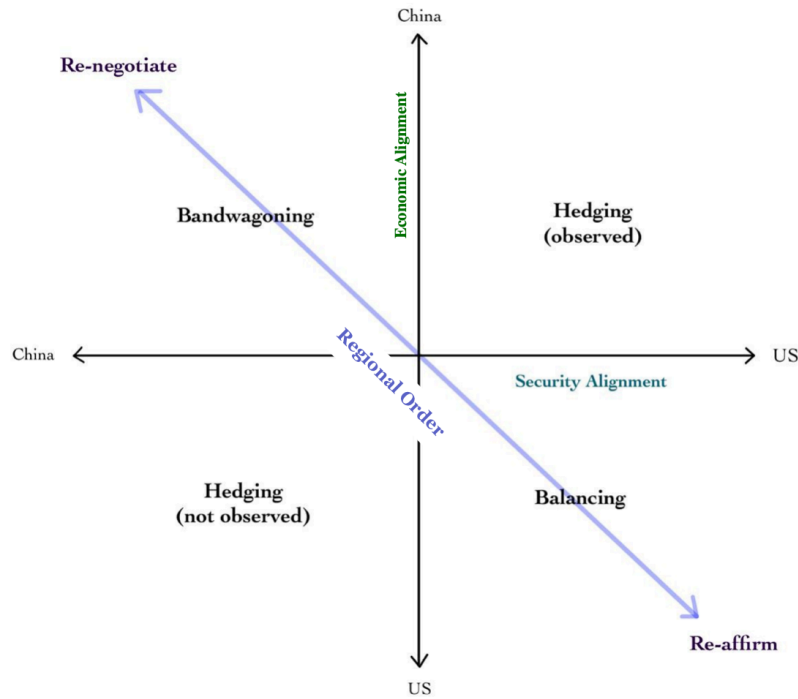 China
Re-negotiate
Economic Alignment
Bandwagoning
Hedging
(observed)
China
Regional Order
US
Security Alignment
Hedging
(not observed)
Balancing
Re-affirm
US